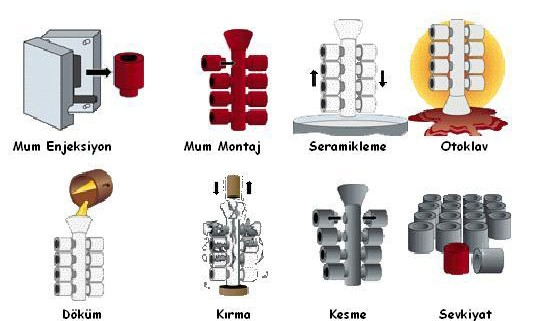 Mum Enjeksiyon
Mum Montaj
Seramikleme
Otoklav
Döküm
Kırma
Kesme
Sevkiyat